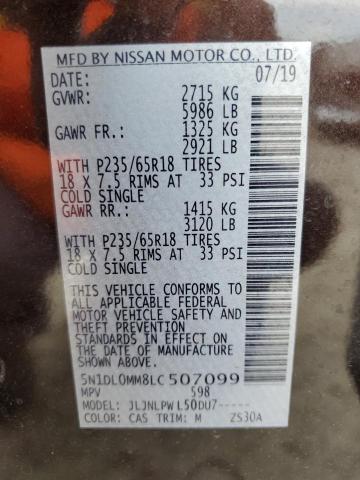 MFD BY NISSAN MOTOR CO., LTD.
DATE: 07/19
GVWR: 2715 KG
5986 LB
GAWR FR.: 1325 KG
2921 LB
WITH P235/65R18 TIRES
18 X 7.5 RIMS AT 33 PSI
COLD SINGLE
GAWR RR.: 1415 KG
3120 LB
WITH P235/65R18 TIRES
18 X 7.5 RIMS AT 33 PSI
COLD SINGLE
THIS VEHICLE CONFORMS TO
ALL APPLICABLE FEDERAL
MOTOR VEHICLE SAFETY AND
THEFT PREVENTION
STANDARDS IN EFFECT ON
THE DATE OF MANUFACTURE
SHOWN ABOVE.
5N1DL0MM8LC507099
MPV 598
MODEL: JLJNLPWL50DU7-----
COLOR: CAS TRIM: M ZS30A